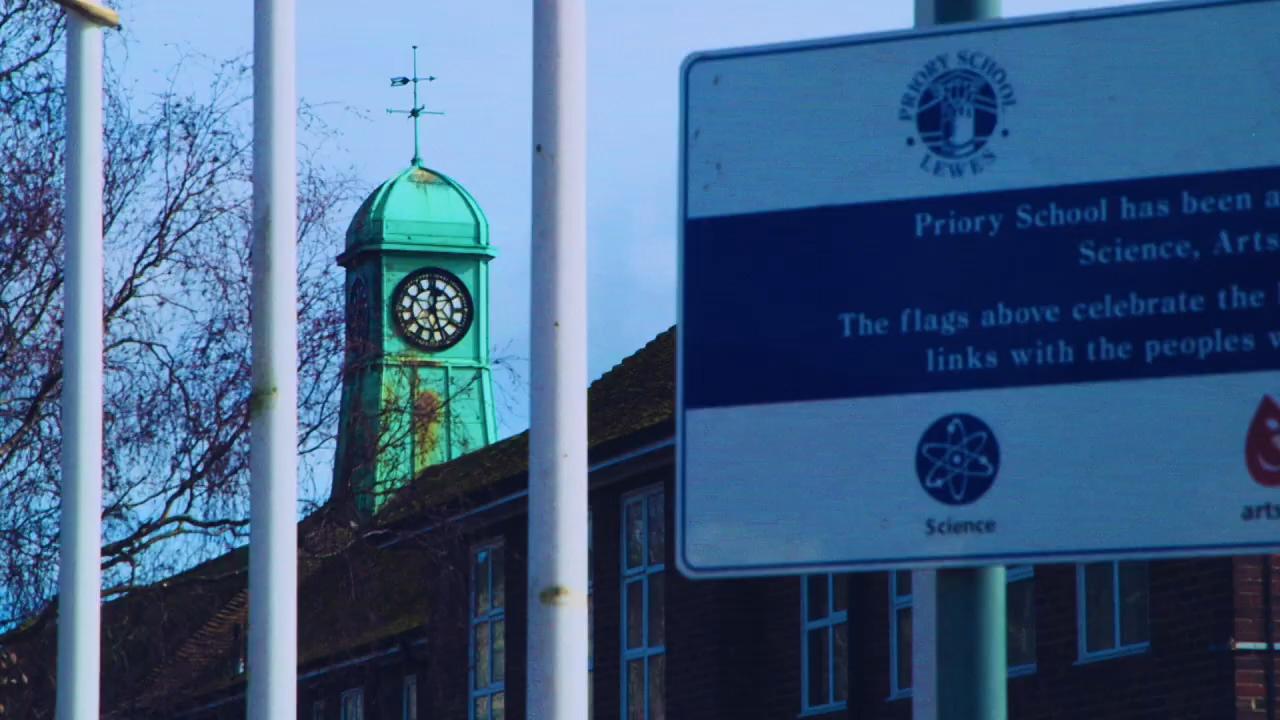 PRIORY SCHOOL
LEWES
Priory School has been a
Science, Arts
The flags above celebrate the
links with the peoples
Science
arts